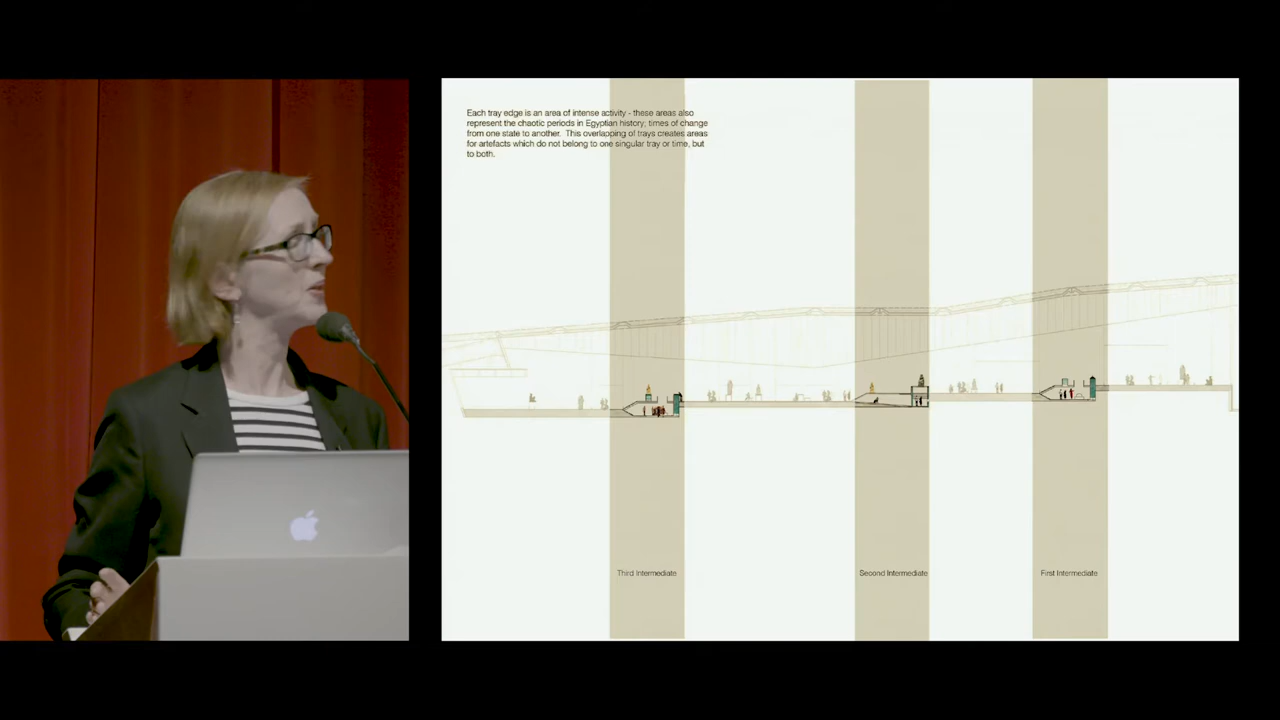 Each tray edge is an area of intense activity - these areas also
represent the chaotic periods in Egyptian history, times of change
from one state to another. This overlapping of trays creates areas
for artefacts which do not belong to one singular tray or time, but
to both.
Third Intermediate
Second Intermediate
First Intermediate